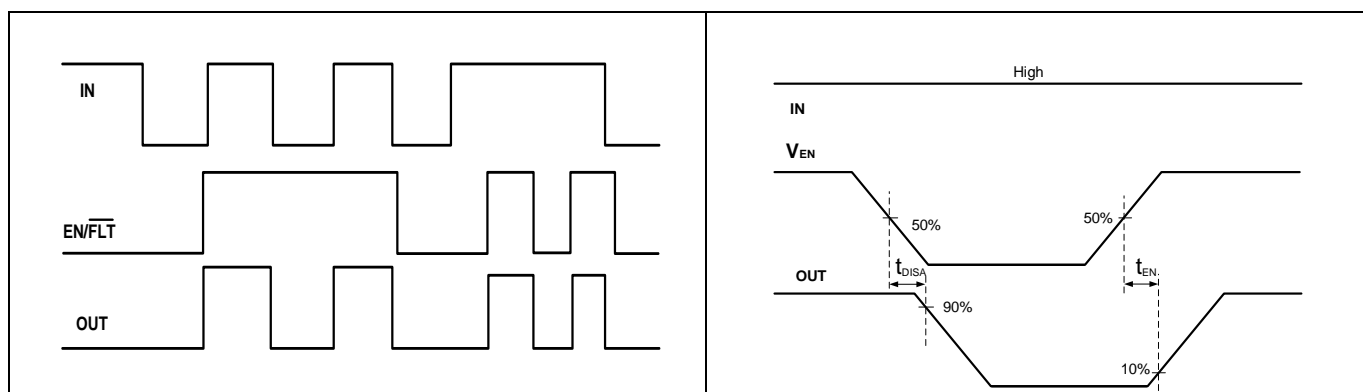 IN
EN/FLT
OUT
High
IN
VEN
50%
50%
tDISA
tEN.
OUT
90%
10%